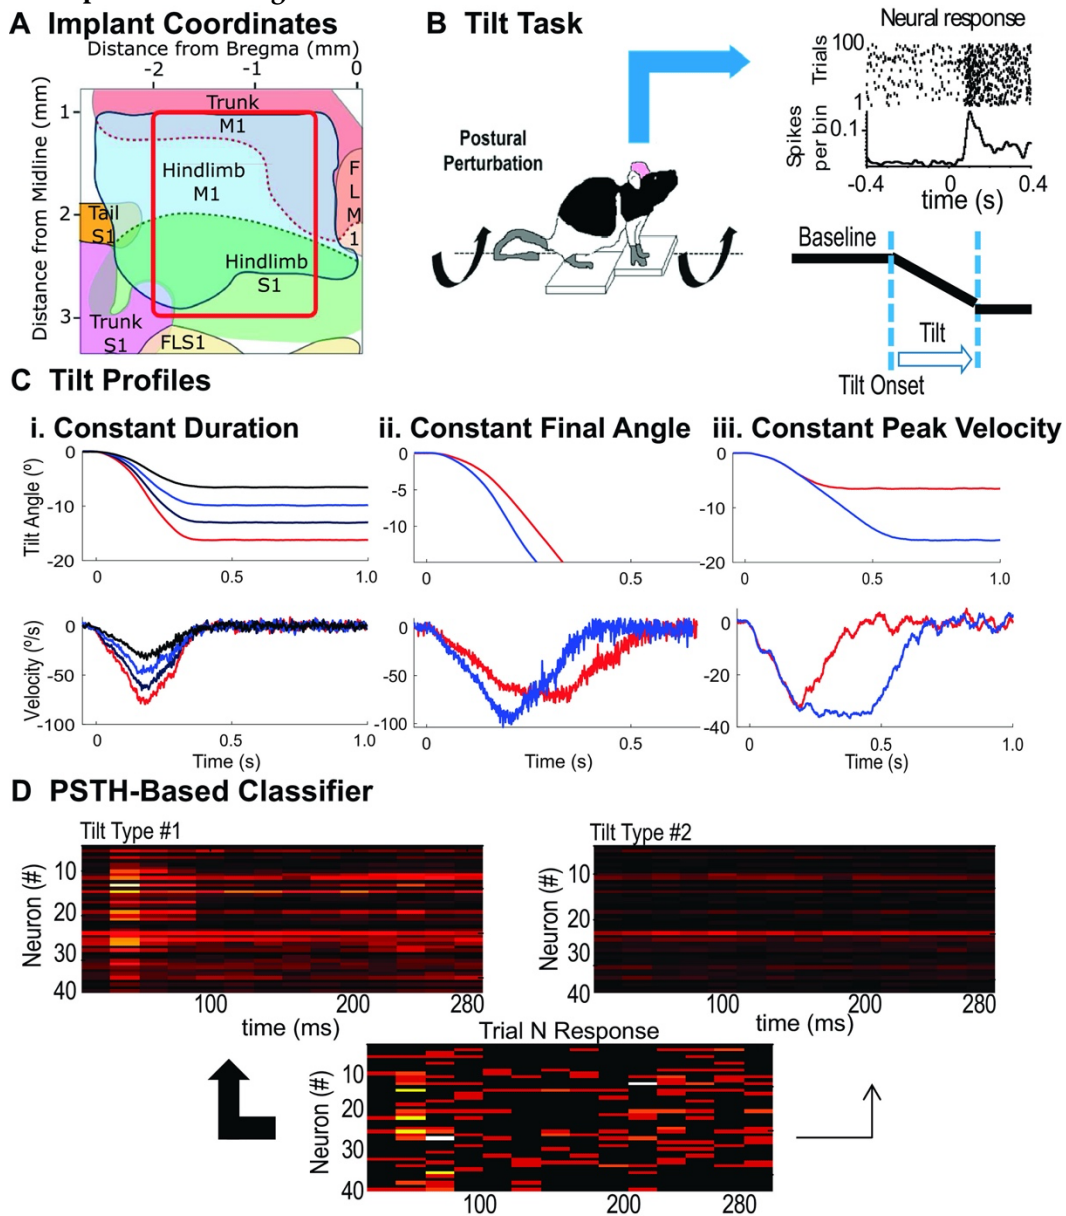 A Implant Coordinates
Distance from Bregma (mm)
-2 -1 0
Distance from Midline (mm)
1
2
3
Trunk
M1
Hindlimb
M1
F
L
M
1
Tail
S1
Hindlimb
S1
Trunk
S1
FLS1
B Tilt Task
Postural
Perturbation
Neural response
Trials
100
1
Spikes
per bin
0.1
-0.4 0 0.4
time (s)
Baseline
Tilt
Tilt Onset
C Tilt Profiles
i. Constant Duration
Tilt Angle (º)
0
-10
-20
0 0.5 1.0
Velocity (º/s)
0
-50
-100
0 0.5 1.0
Time (s)
ii. Constant Final Angle
0
-5
-10
0 0.5
0
-50
-100
0 0.5
Time (s)
iii. Constant Peak Velocity
0
-10
-20
0 0.5 1.0
0
-20
-40
0 0.5 1.0
Time (s)
D PSTH-Based Classifier
Tilt Type #1
Neuron (#)
10
20
30
40
100 200 280
time (ms)
Tilt Type #2
Neuron (#)
10
20
30
40
100 200 280
time (ms)
Trial N Response
Neuron (#)
10
20
30
40
100 200 280